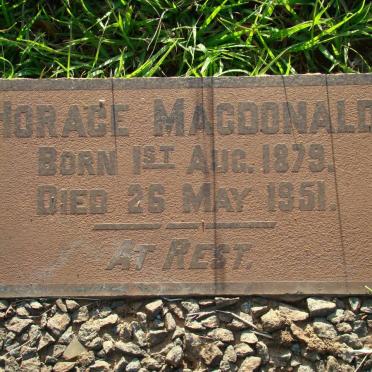 HORACE MACDONALD
BORN 1ST AUG. 1879.
DIED 26 MAY 1951.
AT REST.